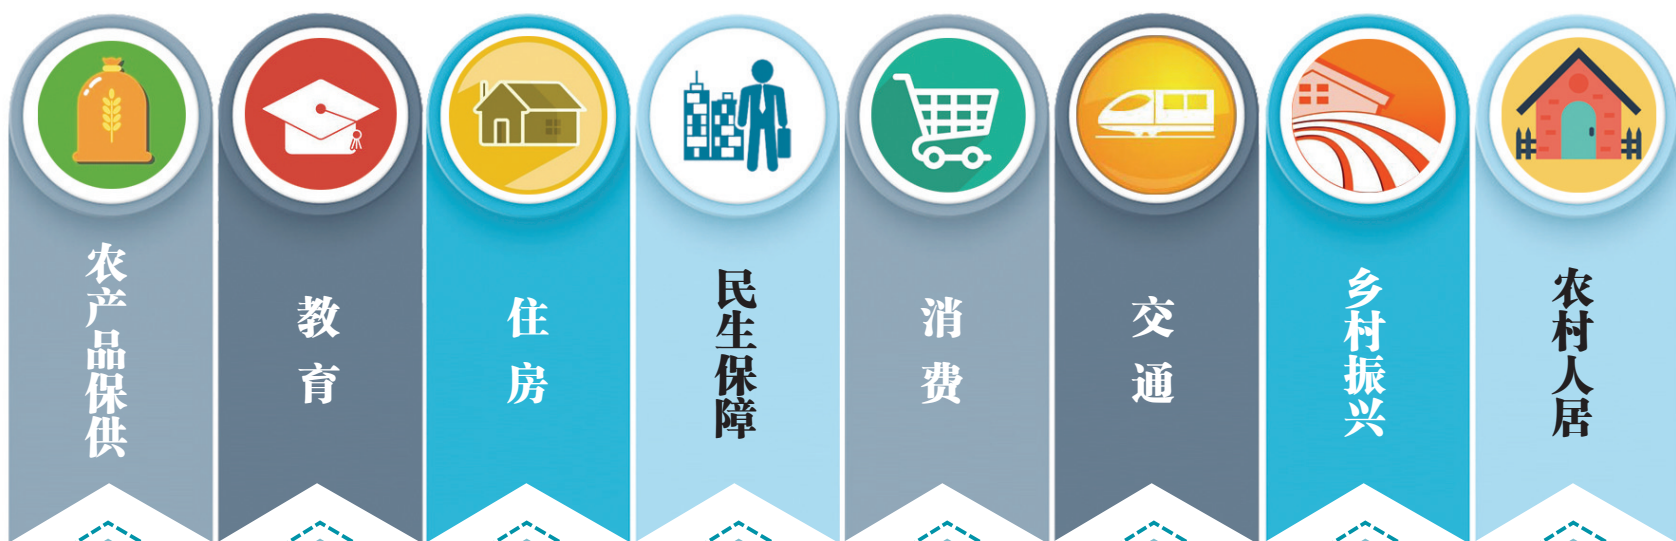 农产品保供
教育
住房
民生保障
消费
交通
乡村振兴
农村人居